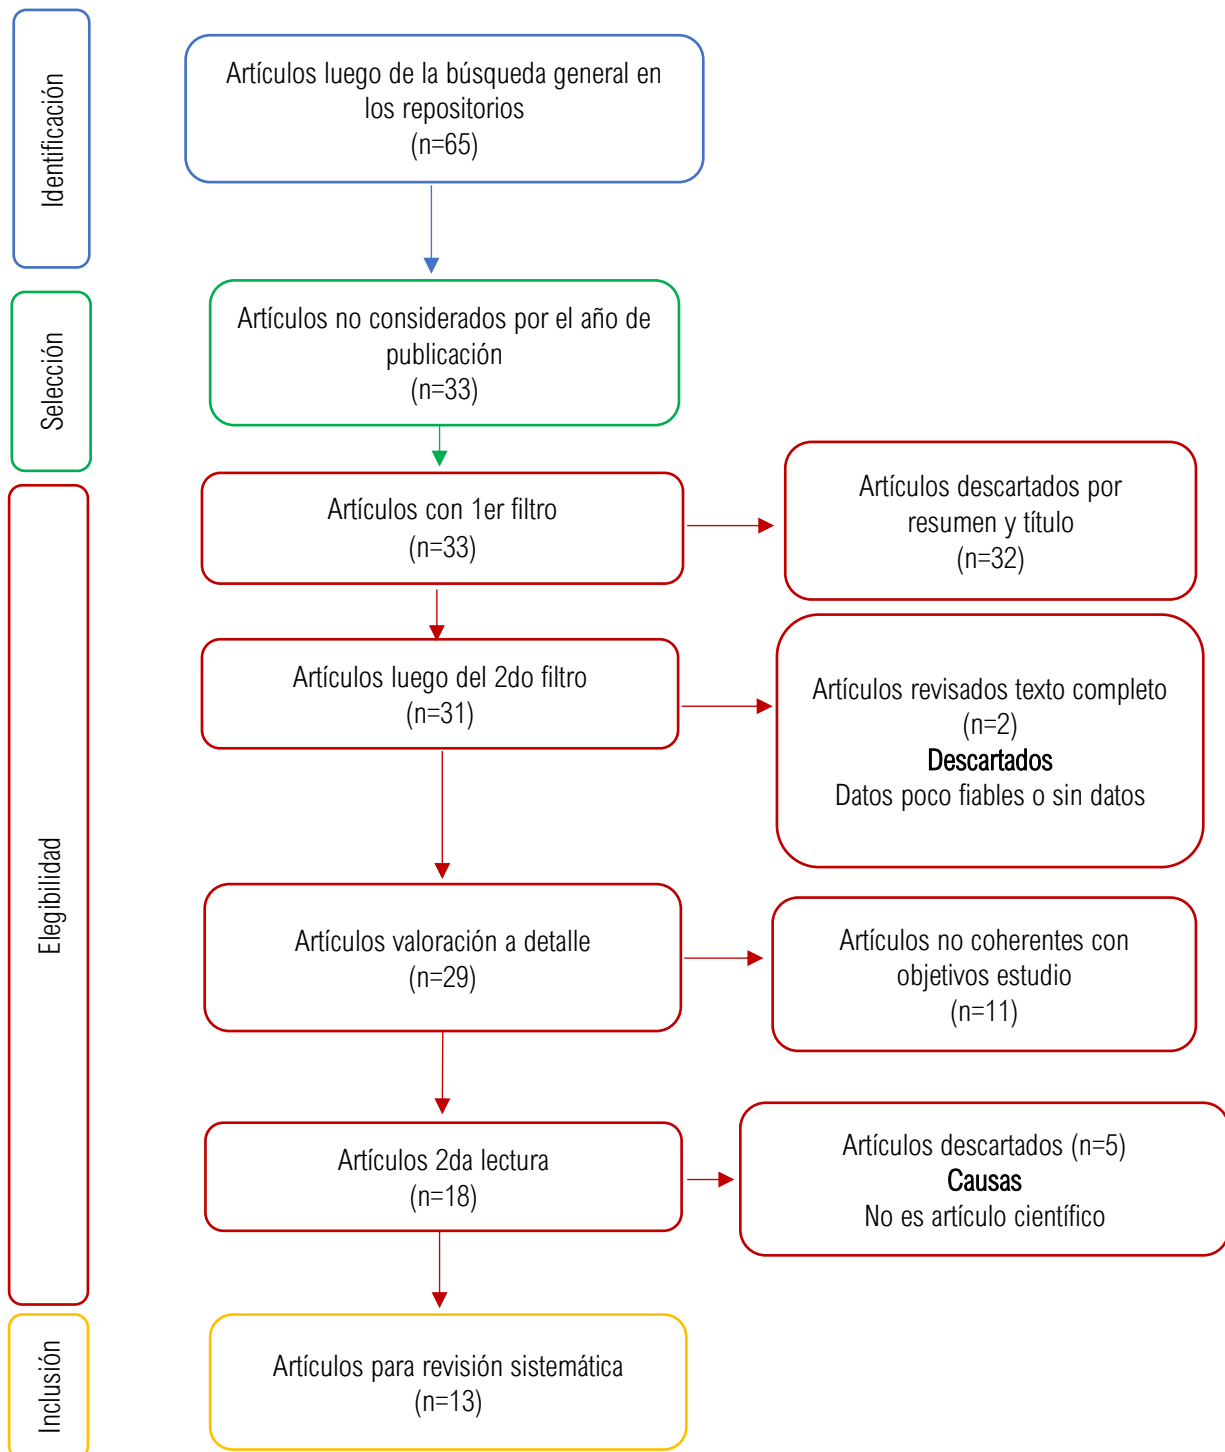 Identificación
Artículos luego de la búsqueda general en
los repositorios
(n=65)
Selección
Artículos no considerados por el año de
publicación
(n=33)
Elegibilidad
Artículos con 1er filtro
(n=33)
Artículos descartados por
resumen y título
(n=32)
Artículos luego del 2do filtro
(n=31)
Artículos revisados texto completo
(n=2)
Descartados
Datos poco fiables o sin datos
Artículos valoración a detalle
(n=29)
Artículos no coherentes con
objetivos estudio
(n=11)
Artículos 2da lectura
(n=18)
Artículos descartados (n=5)
Causas
No es artículo científico
Inclusión
Artículos para revisión sistemática
(n=13)